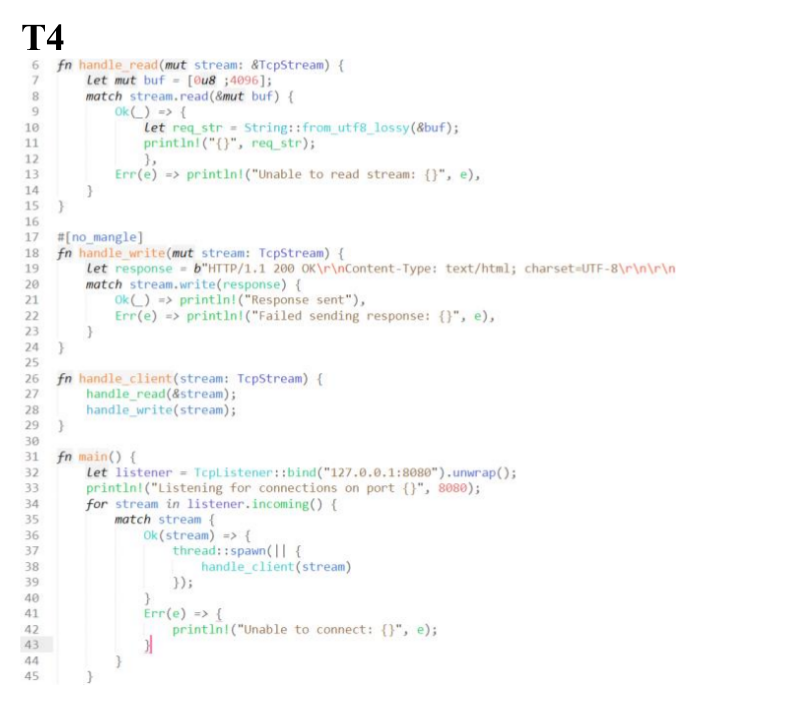 T4
6 fn handle_read(mut stream: &TcpStream) {
7 let mut buf = [0u8 ;4096];
8 match stream.read(&mut buf) {
9 Ok(_) => {
10 let req_str = String::from_utf8_lossy(&buf);
11 println!("{}", req_str);
12 },
13 Err(e) => println!("Unable to read stream: {}", e),
14 }
15 }
16
17 #[no_mangle]
18 fn handle_write(mut stream: TcpStream) {
19 let response = b"HTTP/1.1 200 OK\r\nContent-Type: text/html; charset=UTF-8\r\n\r\n
20 match stream.write(response) {
21 Ok(_) => println!("Response sent"),
22 Err(e) => println!("Failed sending response: {}", e),
23 }
24 }
25
26 fn handle_client(stream: TcpStream) {
27 handle_read(&stream);
28 handle_write(stream);
29 }
30
31 fn main() {
32 let listener = TcpListener::bind("127.0.0.1:8080").unwrap();
33 println!("Listening for connections on port {}", 8080);
34 for stream in listener.incoming() {
35 match stream {
36 Ok(stream) => {
37 thread::spawn(|| {
38 handle_client(stream)
39 });
40 }
41 Err(e) => {
42 println!("Unable to connect: {}", e);
43 }
44 }
45 }